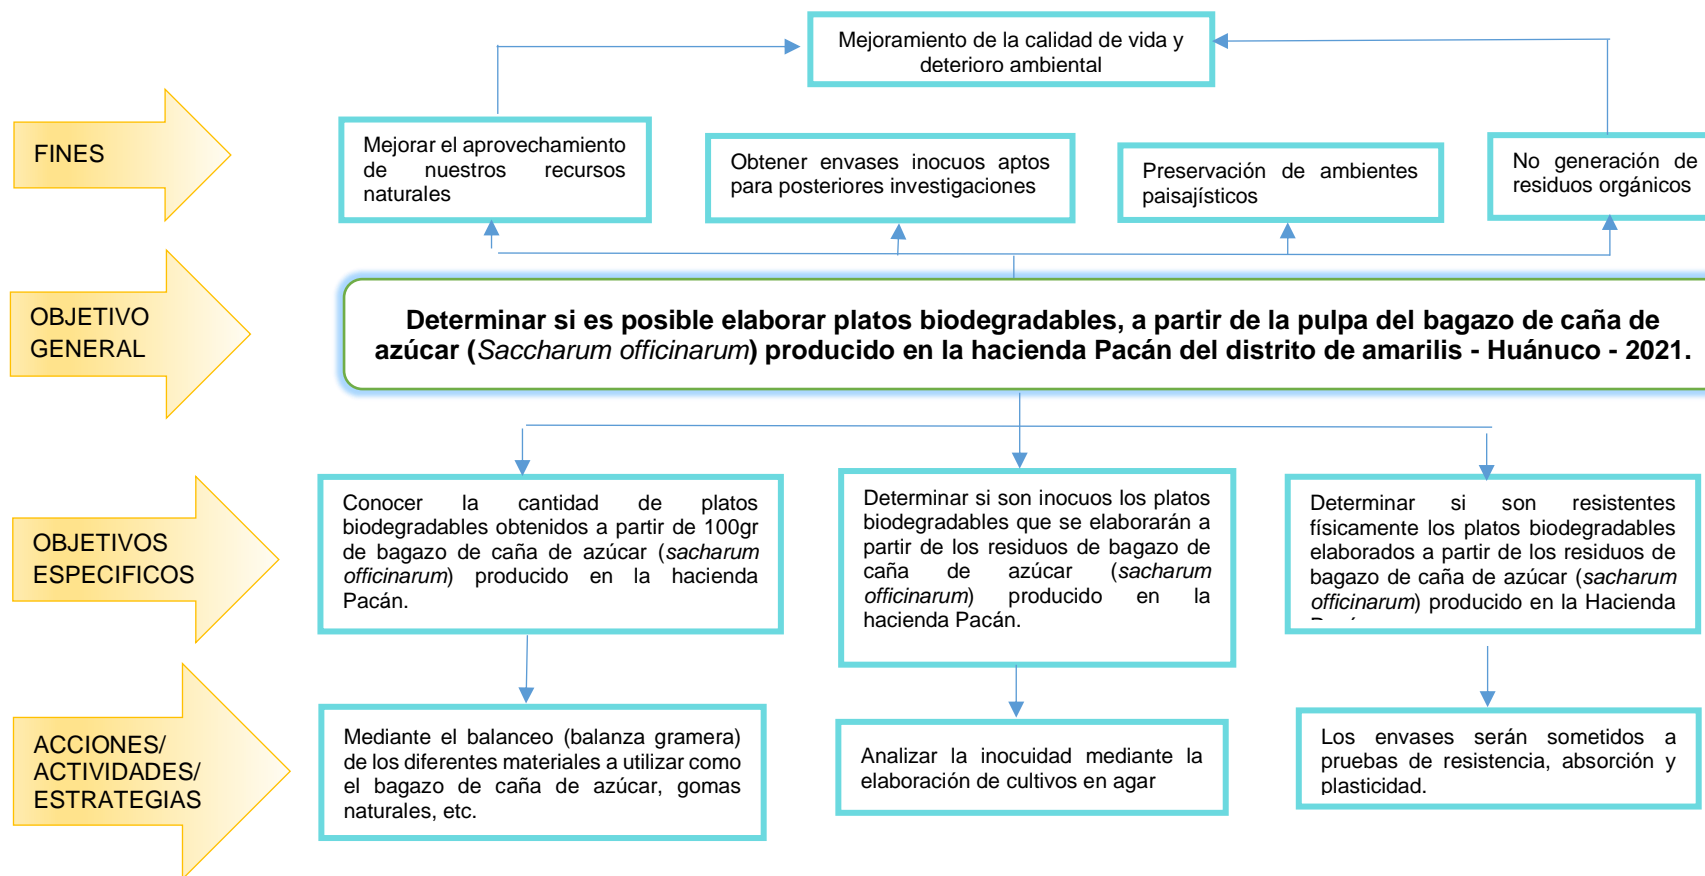 Mejoramiento de la calidad de vida y
deterioro ambiental
FINES
Mejorar el aprovechamiento
de nuestros recursos
naturales
Obtener envases inocuos aptos
para posteriores investigaciones
Preservación de ambientes
paisajísticos
No generación de
residuos orgánicos
OBJETIVO
GENERAL
Determinar si es posible elaborar platos biodegradables, a partir de la pulpa del bagazo de caña de
azúcar (Saccharum officinarum) producido en la hacienda Pacán del distrito de amarilis - Huánuco - 2021.
OBJETIVOS
ESPECIFICOS
Conocer la cantidad de platos
biodegradables obtenidos a partir de 100gr
de bagazo de caña de azúcar (sacharum
officinarum) producido en la hacienda
Pacán.
Determinar si son inocuos los platos
biodegradables que se elaborarán a
partir de los residuos de bagazo de
caña de azúcar (sacharum
officinarum) producido en la
hacienda Pacán.
Determinar si son resistentes
físicamente los platos biodegradables
elaborados a partir de los residuos de
bagazo de caña de azúcar (sacharum
officinarum) producido en la Hacienda
ACCIONES/
ACTIVIDADES/
ESTRATEGIAS
Mediante el balanceo (balanza gramera)
de los diferentes materiales a utilizar como
el bagazo de caña de azúcar, gomas
naturales, etc.
Analizar la inocuidad mediante la
elaboración de cultivos en agar
Los envases serán sometidos a
pruebas de resistencia, absorción y
plasticidad.